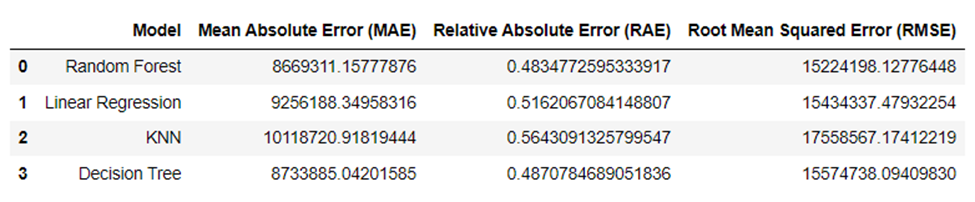 Model Mean Absolute Error (MAE) Relative Absolute Error (RAE) Root Mean Squared Error (RMSE)
0 Random Forest 8669311.15777876 0.4834772595333917 15224198.12776448
1 Linear Regression 9256188.34958316 0.5162067084148807 15434337.47932254
2 KNN 10118720.91819444 0.5643091325799547 17558567.17412219
3 Decision Tree 8733885.04201585 0.4870784689051836 15574738.09409830